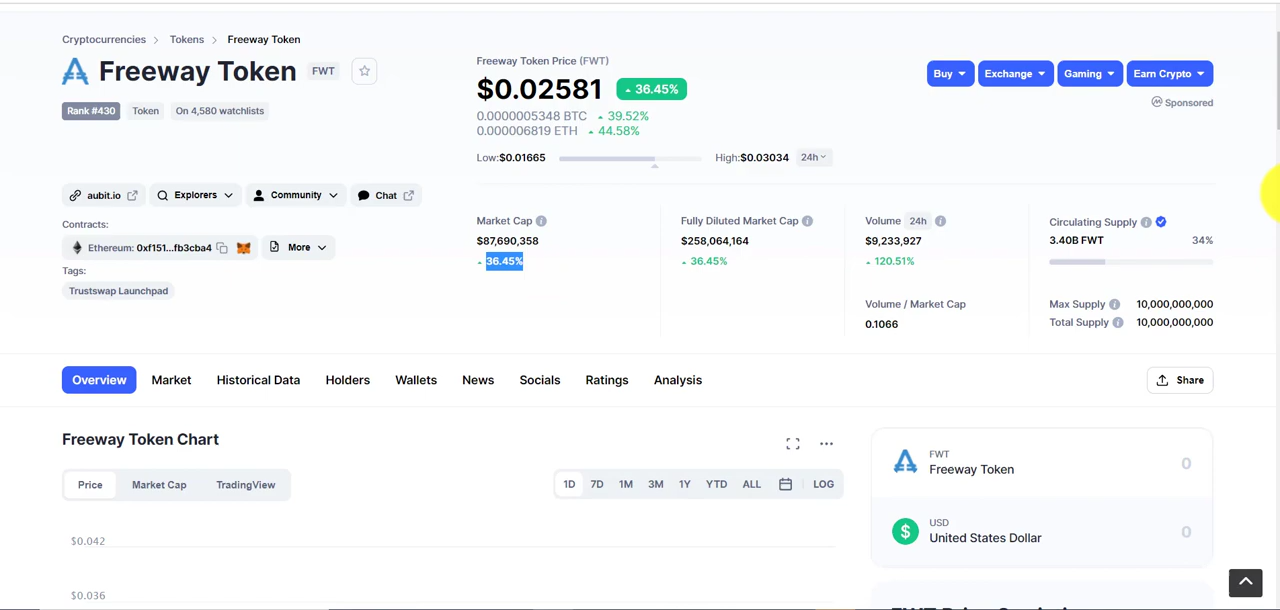 Cryptocurrencies > Tokens > Freeway Token
Freeway Token FWT
Rank #430 Token On 4,580 watchlists
aubit.io Explorers Community Chat
Contracts:
Ethereum: 0xf151...fb3cba4 More
Tags:
Trustswap Launchpad
Freeway Token Price (FWT)
$0.02581 36.45%
0.0000005348 BTC 39.52%
0.000006819 ETH 44.58%
Low:$0.01665 High:$0.03034 24h
Buy Exchange Gaming Earn Crypto
Sponsored
Market Cap
$87,690,358
36.45%
Fully Diluted Market Cap
$258,064,164
36.45%
Volume 24h
$9,233,927
120.51%
Volume / Market Cap
0.1066
Circulating Supply
3.40B FWT 34%
Max Supply 10,000,000,000
Total Supply 10,000,000,000
Overview Market Historical Data Holders Wallets News Socials Ratings Analysis Share
Freeway Token Chart
Price Market Cap TradingView 1D 7D 1M 3M 1Y YTD ALL LOG
$0.042
$0.036
FWT
Freeway Token 0
USD
$ United States Dollar 0